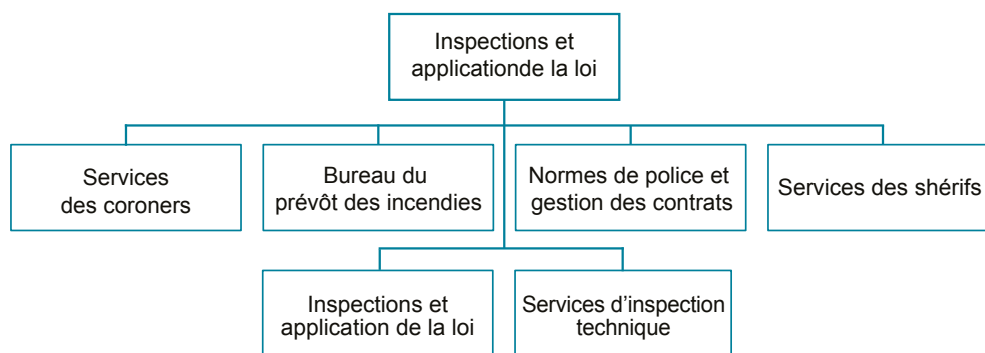 Inspections et
applicationde la loi
Services
des coroners
Bureau du
prévôt des incendies
Normes de police et
gestion des contrats
Services des shérifs
Inspections et
application de la loi
Services d’inspection
technique